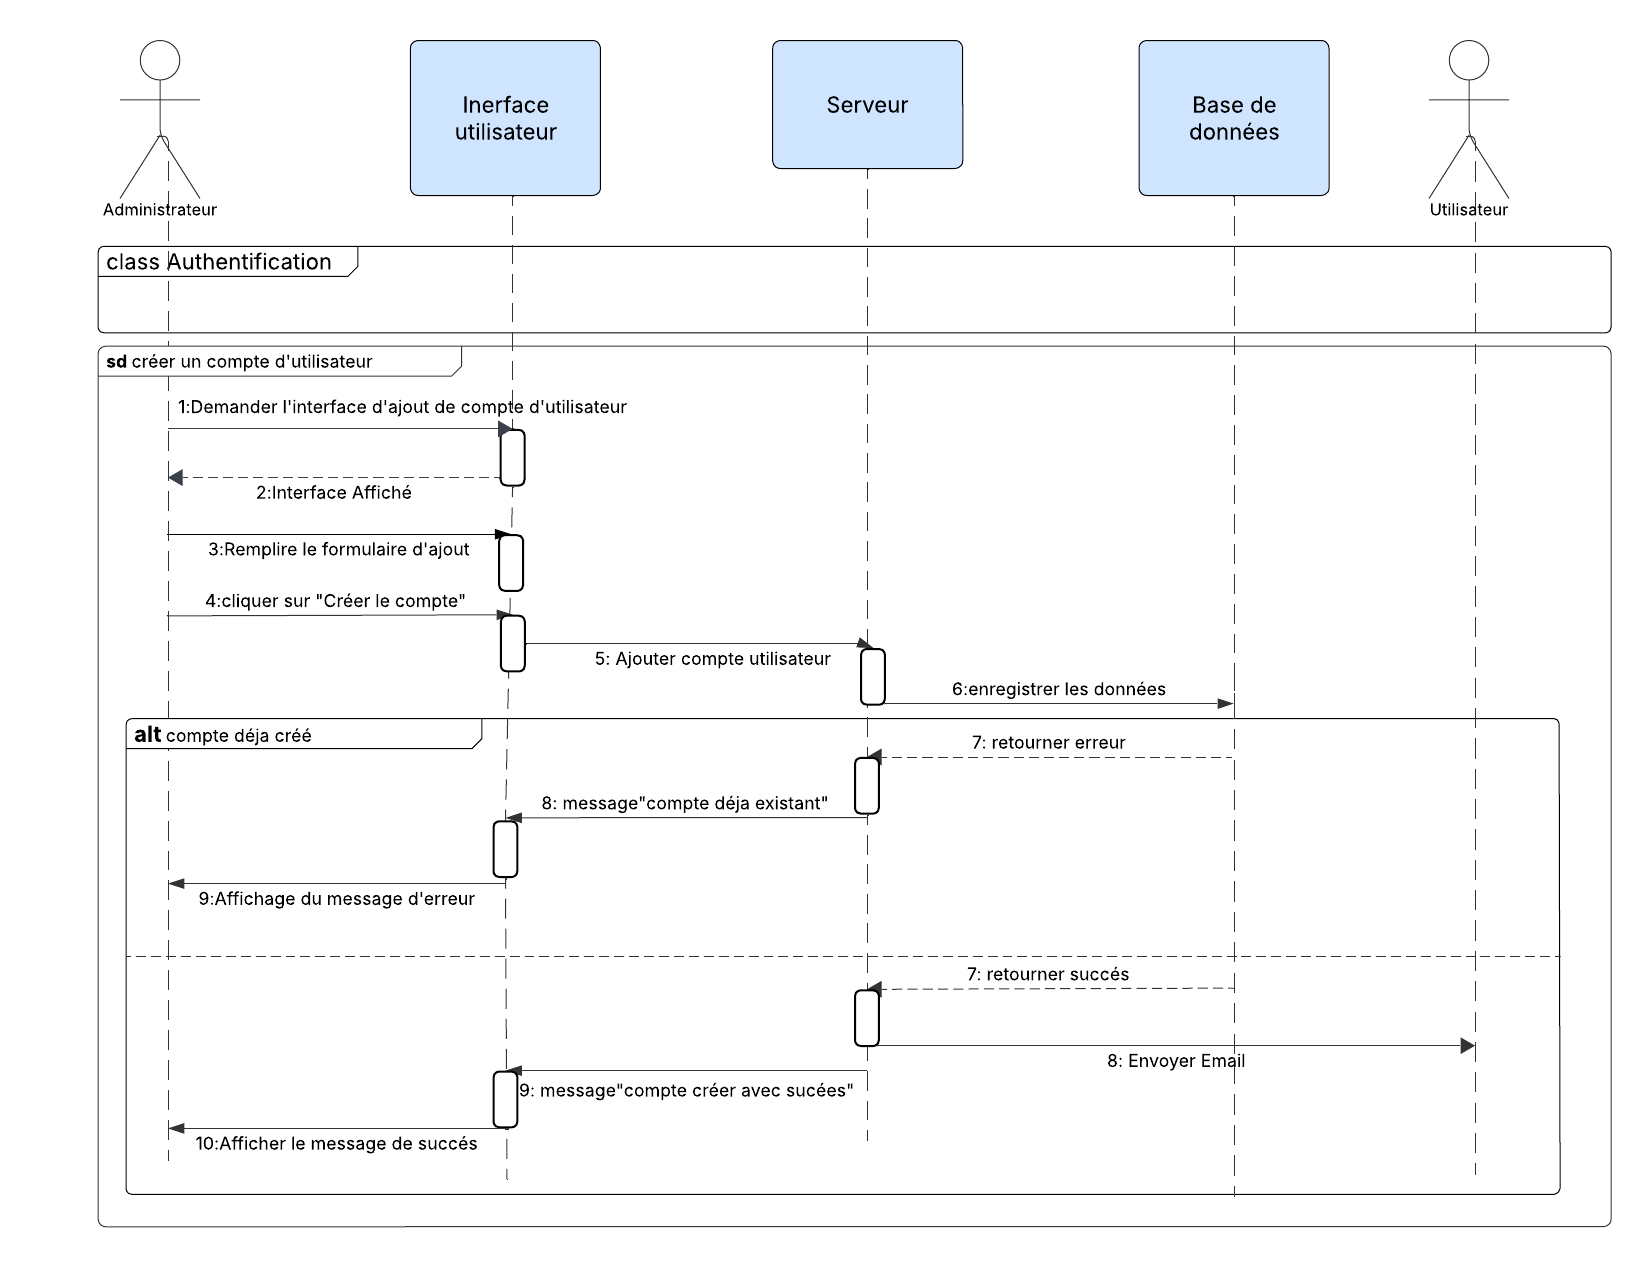 Administrateur
Inerface
utilisateur
Serveur
Base de
données
Utilisateur
class Authentification
sd créer un compte d'utilisateur
1:Demander l'interface d'ajout de compte d'utilisateur
2:Interface Affiché
3:Remplire le formulaire d'ajout
4:cliquer sur "Créer le compte"
5: Ajouter compte utilisateur
6:enregistrer les données
alt compte déja créé
7: retourner erreur
8: message"compte déja existant"
9:Affichage du message d'erreur
7: retourner succés
8: Envoyer Email
9: message"compte créer avec sucées"
10:Afficher le message de succés